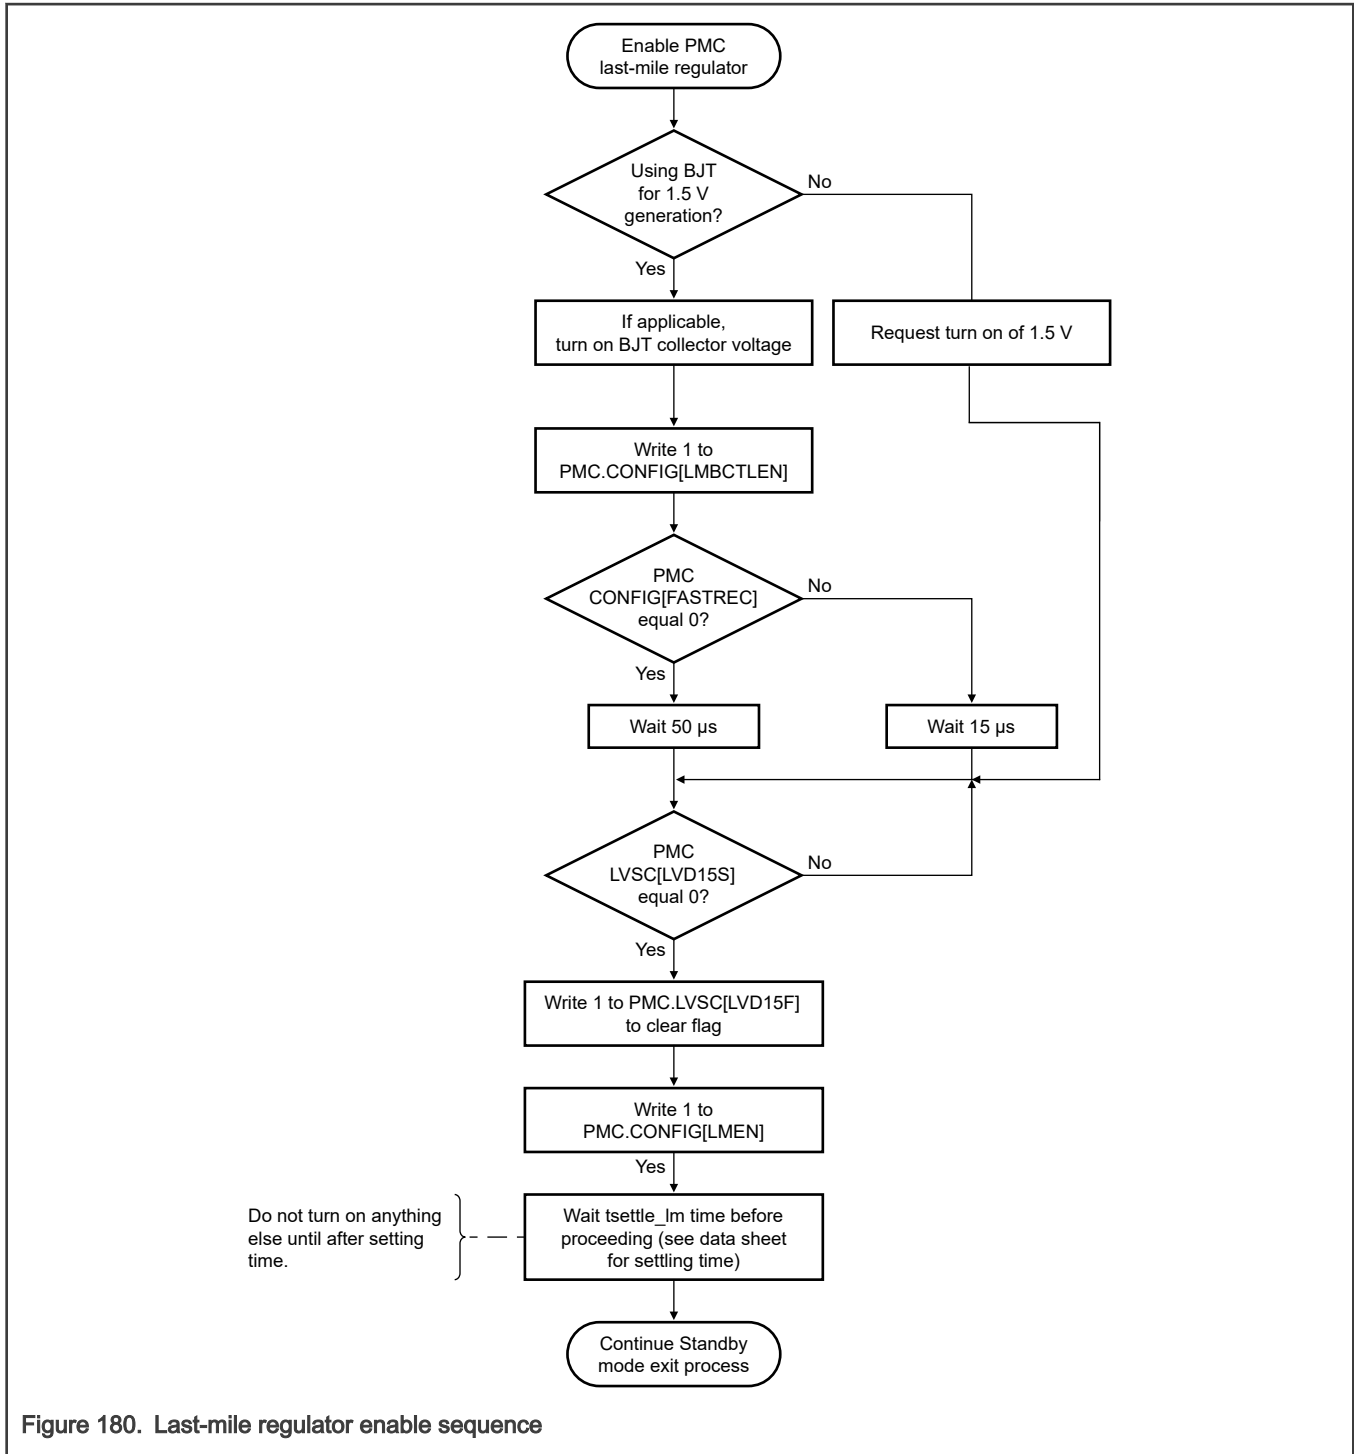 Enable PMC
last-mile regulator
Using BJT
for 1.5 V
generation?
No
Yes
If applicable,
turn on BJT collector voltage
Request turn on of 1.5 V
Write 1 to
PMC.CONFIG[LMBCTLEN]
PMC
CONFIG[FASTREC]
equal 0?
No
Yes
Wait 50 µs
Wait 15 µs
PMC
LVSC[LVD15S]
equal 0?
No
Yes
Write 1 to PMC.LVSC[LVD15F]
to clear flag
Write 1 to
PMC.CONFIG[LMEN]
Yes
Do not turn on anything
else until after setting
time.
Wait tsettle_lm time before
proceeding (see data sheet
for settling time)
Continue Standby
mode exit process
Figure 180. Last-mile regulator enable sequence